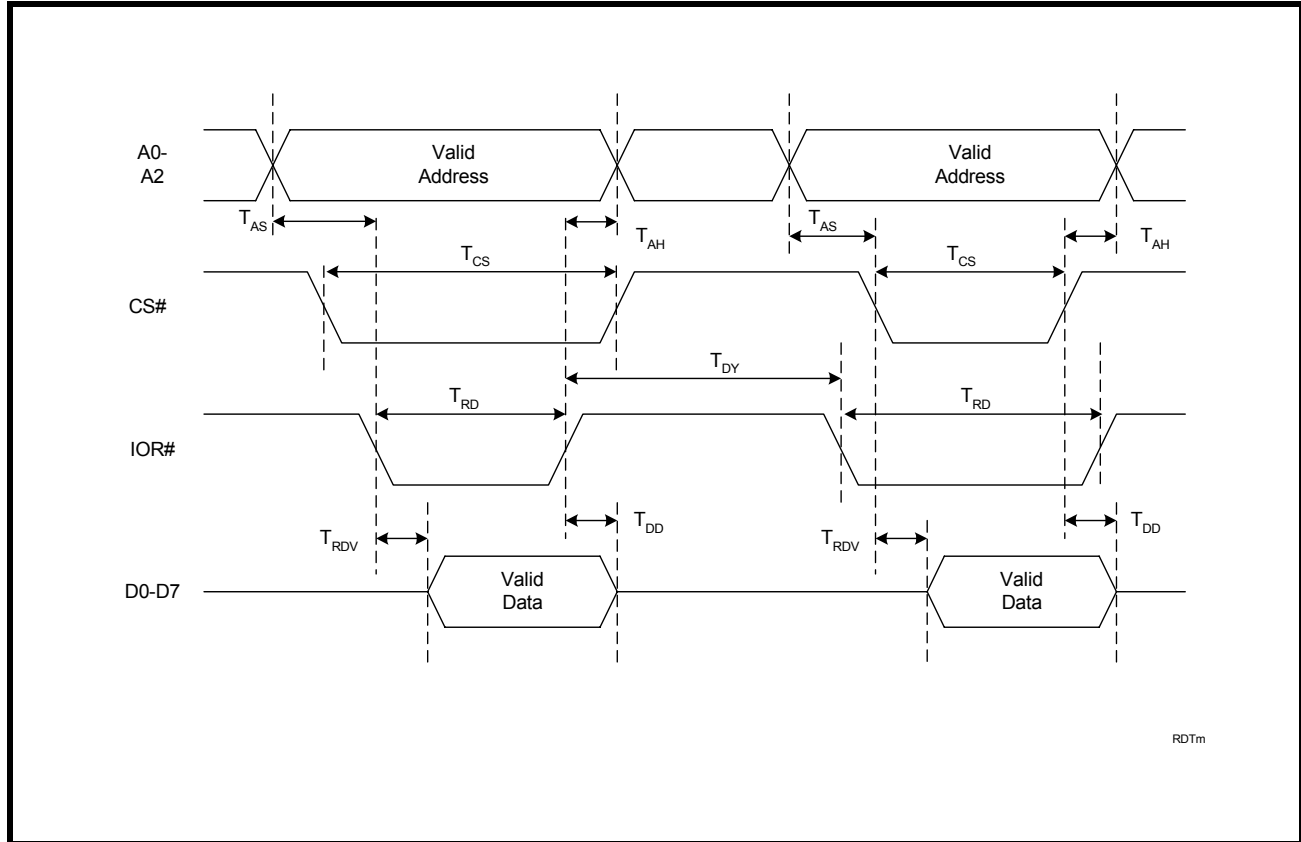 A0-
A2
Valid
Address
Valid
Address
TAS
TAH
TAS
TAH
TCS
TCS
CS#
TDY
TRD
TRD
IOR#
TRDV
TDD
TRDV
TDD
D0-D7
Valid
Data
Valid
Data
RDTm